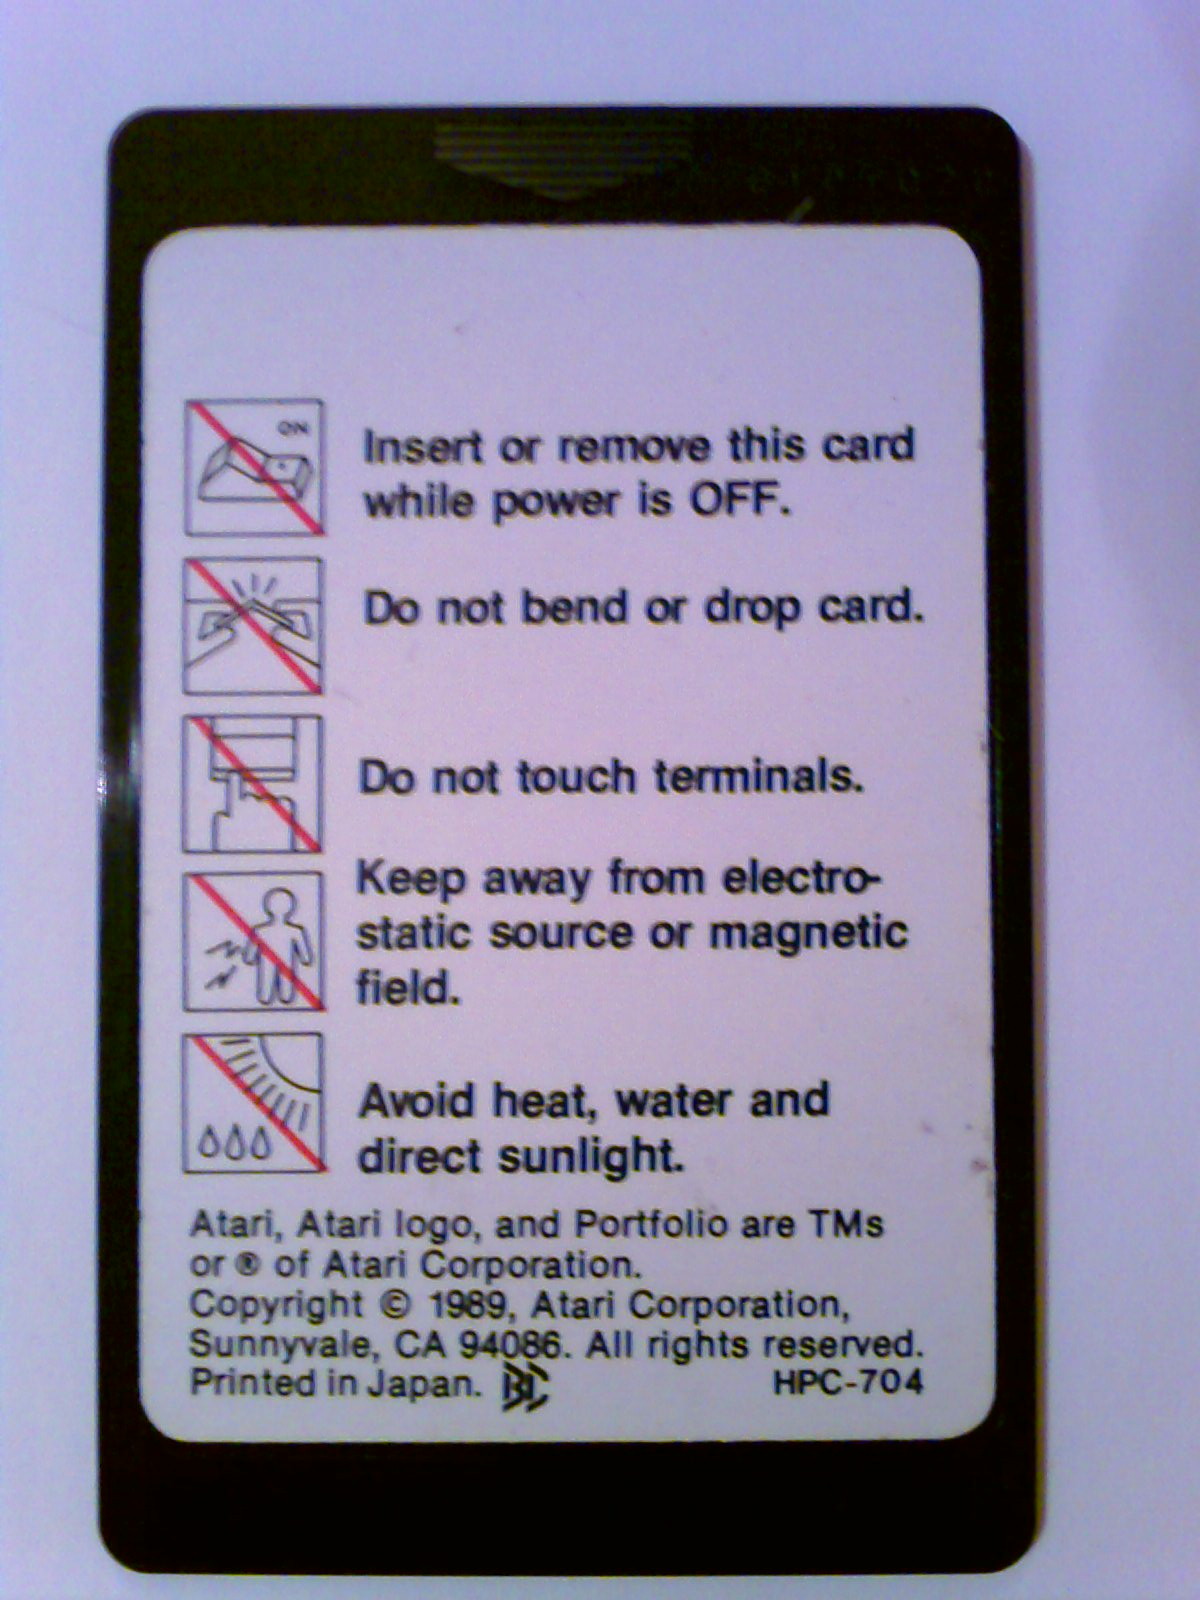 ON
Insert or remove this card
while power is OFF.
Do not bend or drop card.
Do not touch terminals.
Keep away from electro-
static source or magnetic
field.
Avoid heat, water and
direct sunlight.
Atari, Atari logo, and Portfolio are TMs
or ® of Atari Corporation.
Copyright © 1989, Atari Corporation,
Sunnyvale, CA 94086. All rights reserved.
Printed in Japan. HPC-704